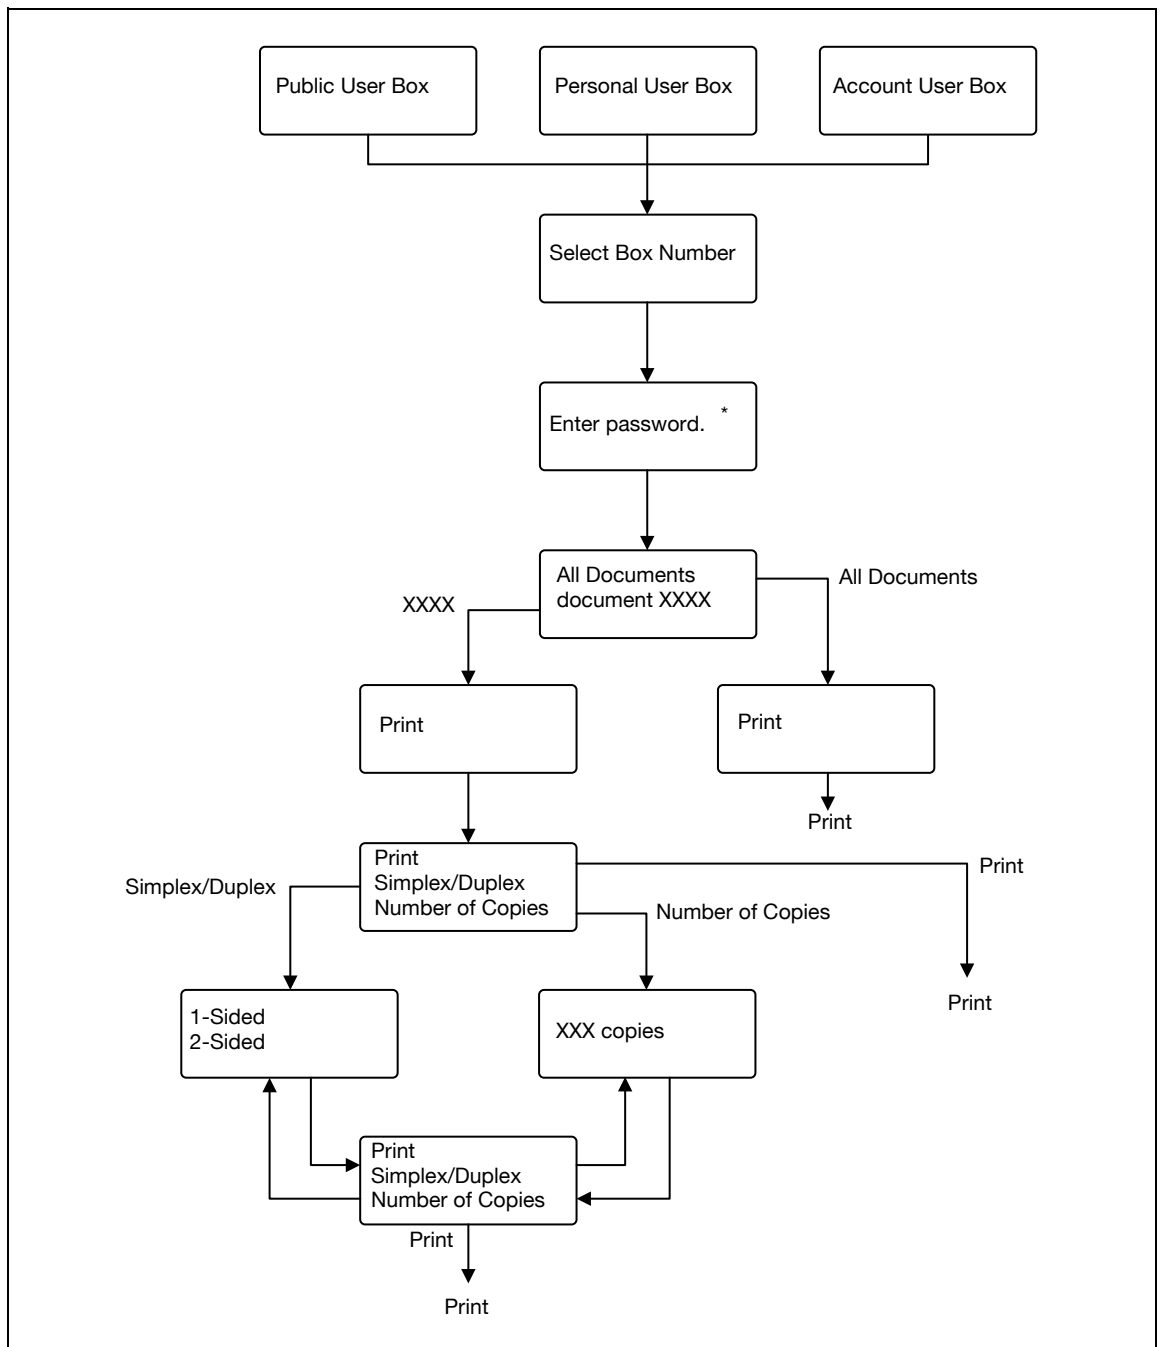 Public User Box
Personal User Box
Account User Box
Select Box Number
Enter password. *
All Documents
document XXXX
All Documents
XXXX
Print
Print
Print
Print
Simplex/Duplex
Number of Copies
Print
Simplex/Duplex
Number of Copies
Print
1-Sided
2-Sided
XXX copies
Print
Simplex/Duplex
Number of Copies
Print
Print